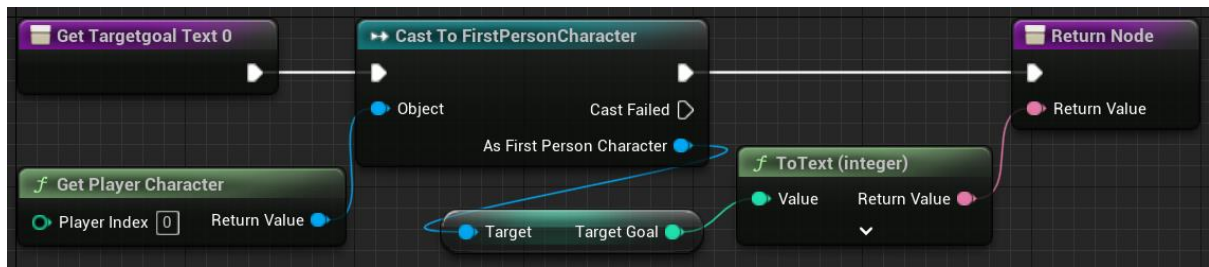 Get Targetgoal Text 0
Cast To FirstPersonCharacter
Object
Cast Failed
As First Person Character
Return Node
Return Value
f Get Player Character
Player Index 0
Return Value
Target
Target Goal
f ToText (integer)
Value
Return Value